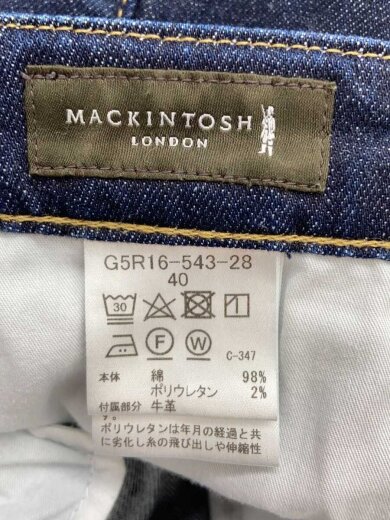 MACKINTOSH
LONDON
G5R16-543-28
40
30
F W
C-347
本体 綿 98%
ポリウレタン 2%
付属部分 牛革
ポリウレタンは年月の経過と共
に劣化し糸の飛び出しや伸縮性